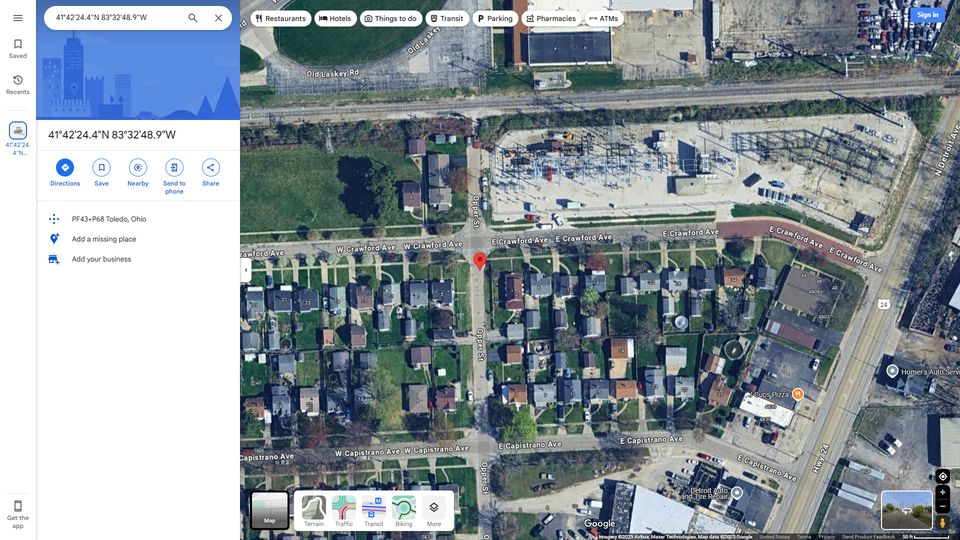 41°42'24.4"N 83°32'48.9"W
Restaurants
Hotels
Things to do
Transit
Parking
Pharmacies
ATMs
Sign in
Saved
Recents
41°42'24.
4"N...
41°42'24.4"N 83°32'48.9"W
Directions
Save
Nearby
Send to
phone
Share
PF43+P68 Toledo, Ohio
Add a missing place
Add your business
Get the
app
Old Laskey Rd
Old Laskey
N Detroit Ave
Opper St
W Crawford Ave
W Crawford Ave
E Crawford Ave
E Crawford Ave
E Crawford Ave
E Crawford Ave
E Crawford Ave
24
Opper St
Homer's Auto Serv
Cups Pizza
W Capistrano Ave
W Capistrano Ave
E Capistrano Ave
E Capistrano Ave
E Capistrano Ave
Hwy 24
Opper St
Detroit Auto
and Tire Repair
Map
Terrain
Traffic
Transit
Biking
More
Google
Imagery ©2025 Airbus, Maxar Technologies, Map data ©2025 Google
United States
Terms
Privacy
Send Product Feedback
50 ft